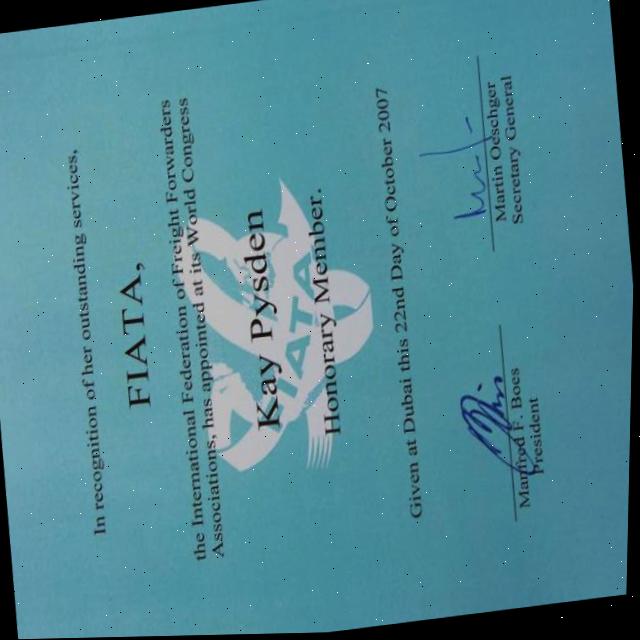 In recognition of her outstanding services,
FIATA,
the International Federation of Freight Forwarders
Associations, has appointed at its World Congress
Kay Pysden
FIATA
Honorary Member.
Given at Dubai this 22nd Day of October 2007
Manfred F. Boes
President
Martin Oeschger
Secretary General